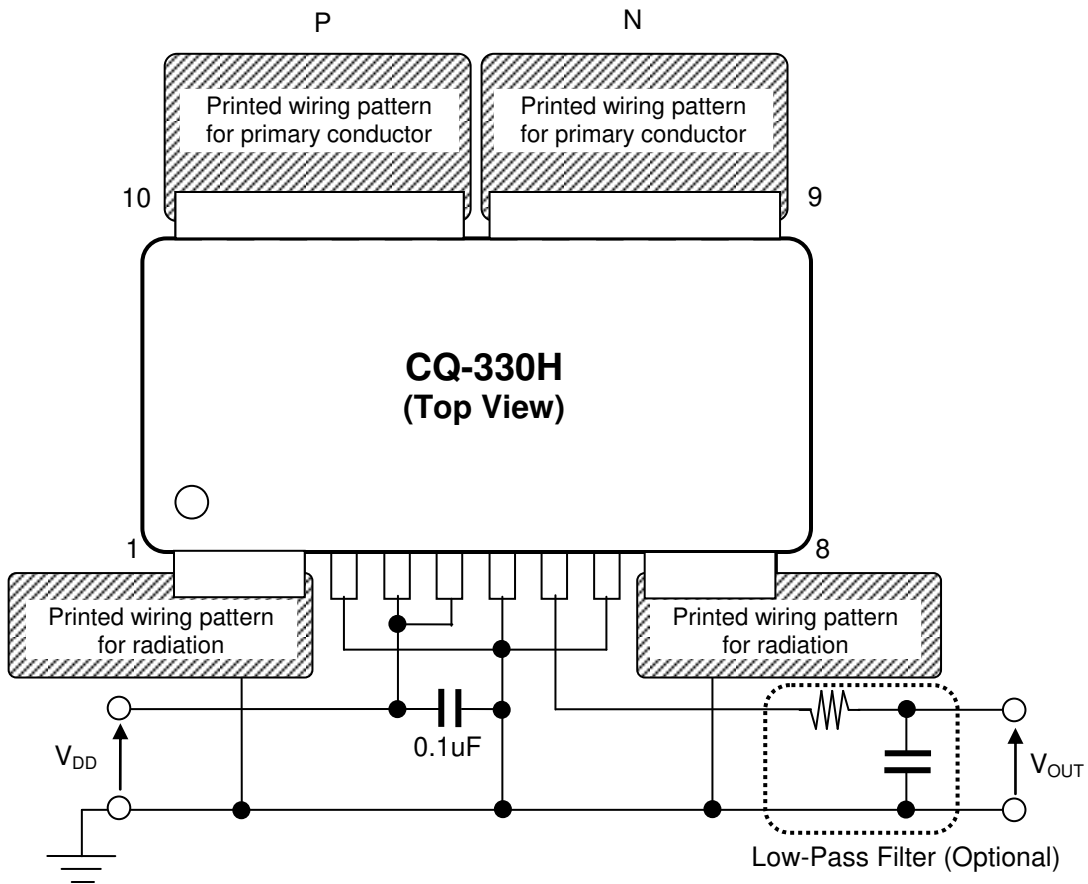 P
N
Printed wiring pattern
for primary conductor
Printed wiring pattern
for primary conductor
10
9
CQ-330H
(Top View)
1
8
Printed wiring pattern
for radiation
Printed wiring pattern
for radiation
0.1uF
VDD
VOUT
Low-Pass Filter (Optional)